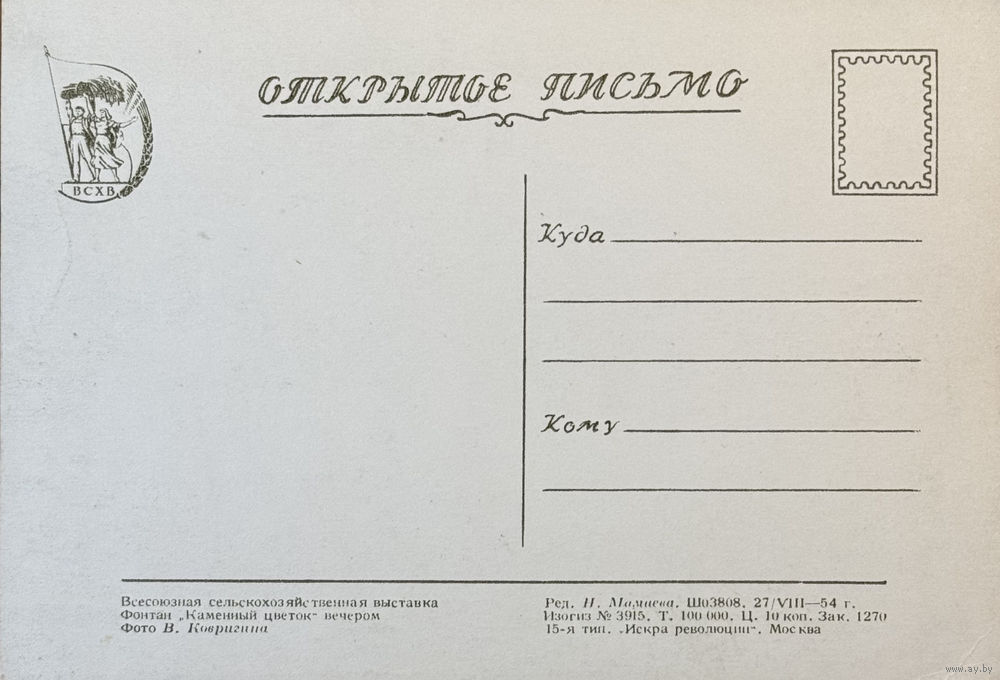 ОТКРЫТОЕ ПИСЬМО
ВСХВ
Куда
Кому
Всесоюзная сельскохозяйственная выставка
Фонтан „Каменный цветок“ вечером
Фото В. Ковригина
Ред. Н. Мамаева. Ш03808. 27/VIII—54 г.
Изогиз № 3915. Т. 100 000. Ц. 10 коп. Зак. 1270
15-я тип. „Искра революции“. Москва
www.ay.by